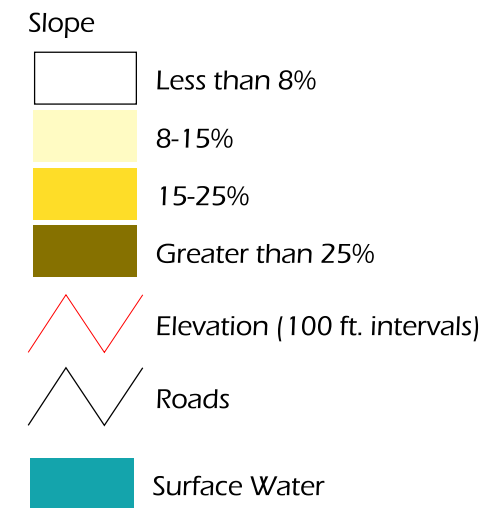 Slope
Less than 8%
8-15%
15-25%
Greater than 25%
Elevation (100 ft. intervals)
Roads
Surface Water